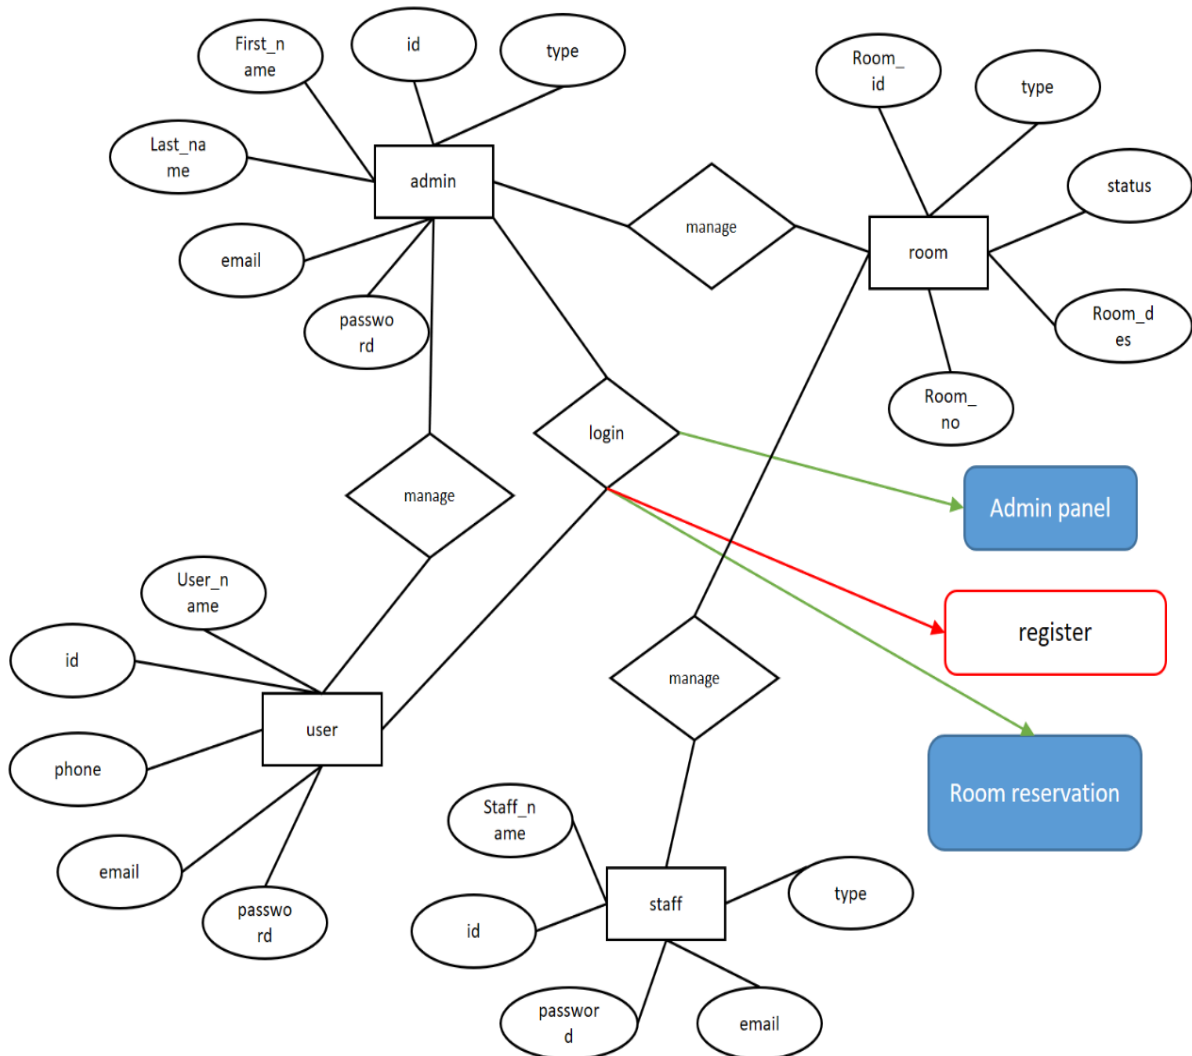 First_n
ame
id
type
Last_na
me
admin
email
passwo
rd
manage
Room_
id
type
status
room
Room_d
es
Room_
no
login
manage
Admin panel
register
Room reservation
User_n
ame
id
user
phone
email
passwo
rd
manage
Staff_n
ame
type
staff
id
passwor
d
email